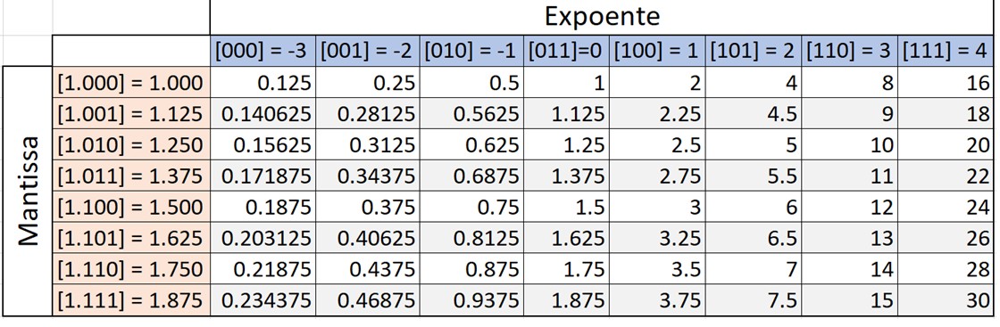 Expoente
[000] = -3 [001] = -2 [010] = -1 [011]=0 [100] = 1 [101] = 2 [110] = 3 [111] = 4
Mantissa
[1.000] = 1.000 0.125 0.25 0.5 1 2 4 8 16
[1.001] = 1.125 0.140625 0.28125 0.5625 1.125 2.25 4.5 9 18
[1.010] = 1.250 0.15625 0.3125 0.625 1.25 2.5 5 10 20
[1.011] = 1.375 0.171875 0.34375 0.6875 1.375 2.75 5.5 11 22
[1.100] = 1.500 0.1875 0.375 0.75 1.5 3 6 12 24
[1.101] = 1.625 0.203125 0.40625 0.8125 1.625 3.25 6.5 13 26
[1.110] = 1.750 0.21875 0.4375 0.875 1.75 3.5 7 14 28
[1.111] = 1.875 0.234375 0.46875 0.9375 1.875 3.75 7.5 15 30